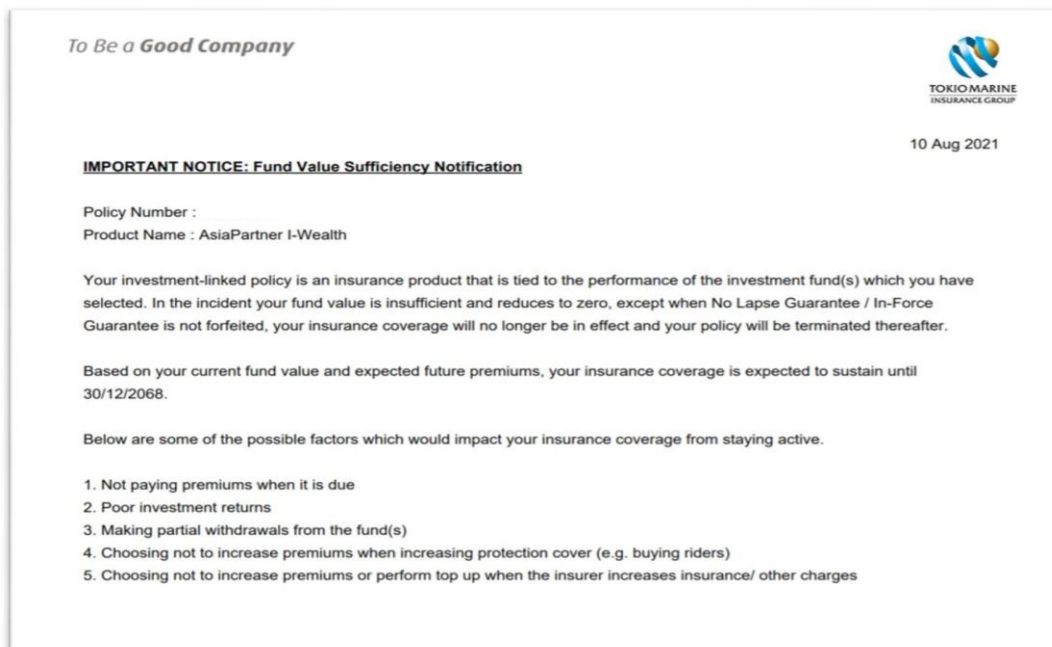 To Be a Good Company
TOKIO MARINE
INSURANCE GROUP
10 Aug 2021
IMPORTANT NOTICE: Fund Value Sufficiency Notification
Policy Number :
Product Name : AsiaPartner I-Wealth
Your investment-linked policy is an insurance product that is tied to the performance of the investment fund(s) which you have
selected. In the incident your fund value is insufficient and reduces to zero, except when No Lapse Guarantee / In-Force
Guarantee is not forfeited, your insurance coverage will no longer be in effect and your policy will be terminated thereafter.
Based on your current fund value and expected future premiums, your insurance coverage is expected to sustain until
30/12/2068.
Below are some of the possible factors which would impact your insurance coverage from staying active.
1. Not paying premiums when it is due
2. Poor investment returns
3. Making partial withdrawals from the fund(s)
4. Choosing not to increase premiums when increasing protection cover (e.g. buying riders)
5. Choosing not to increase premiums or perform top up when the insurer increases insurance/ other charges